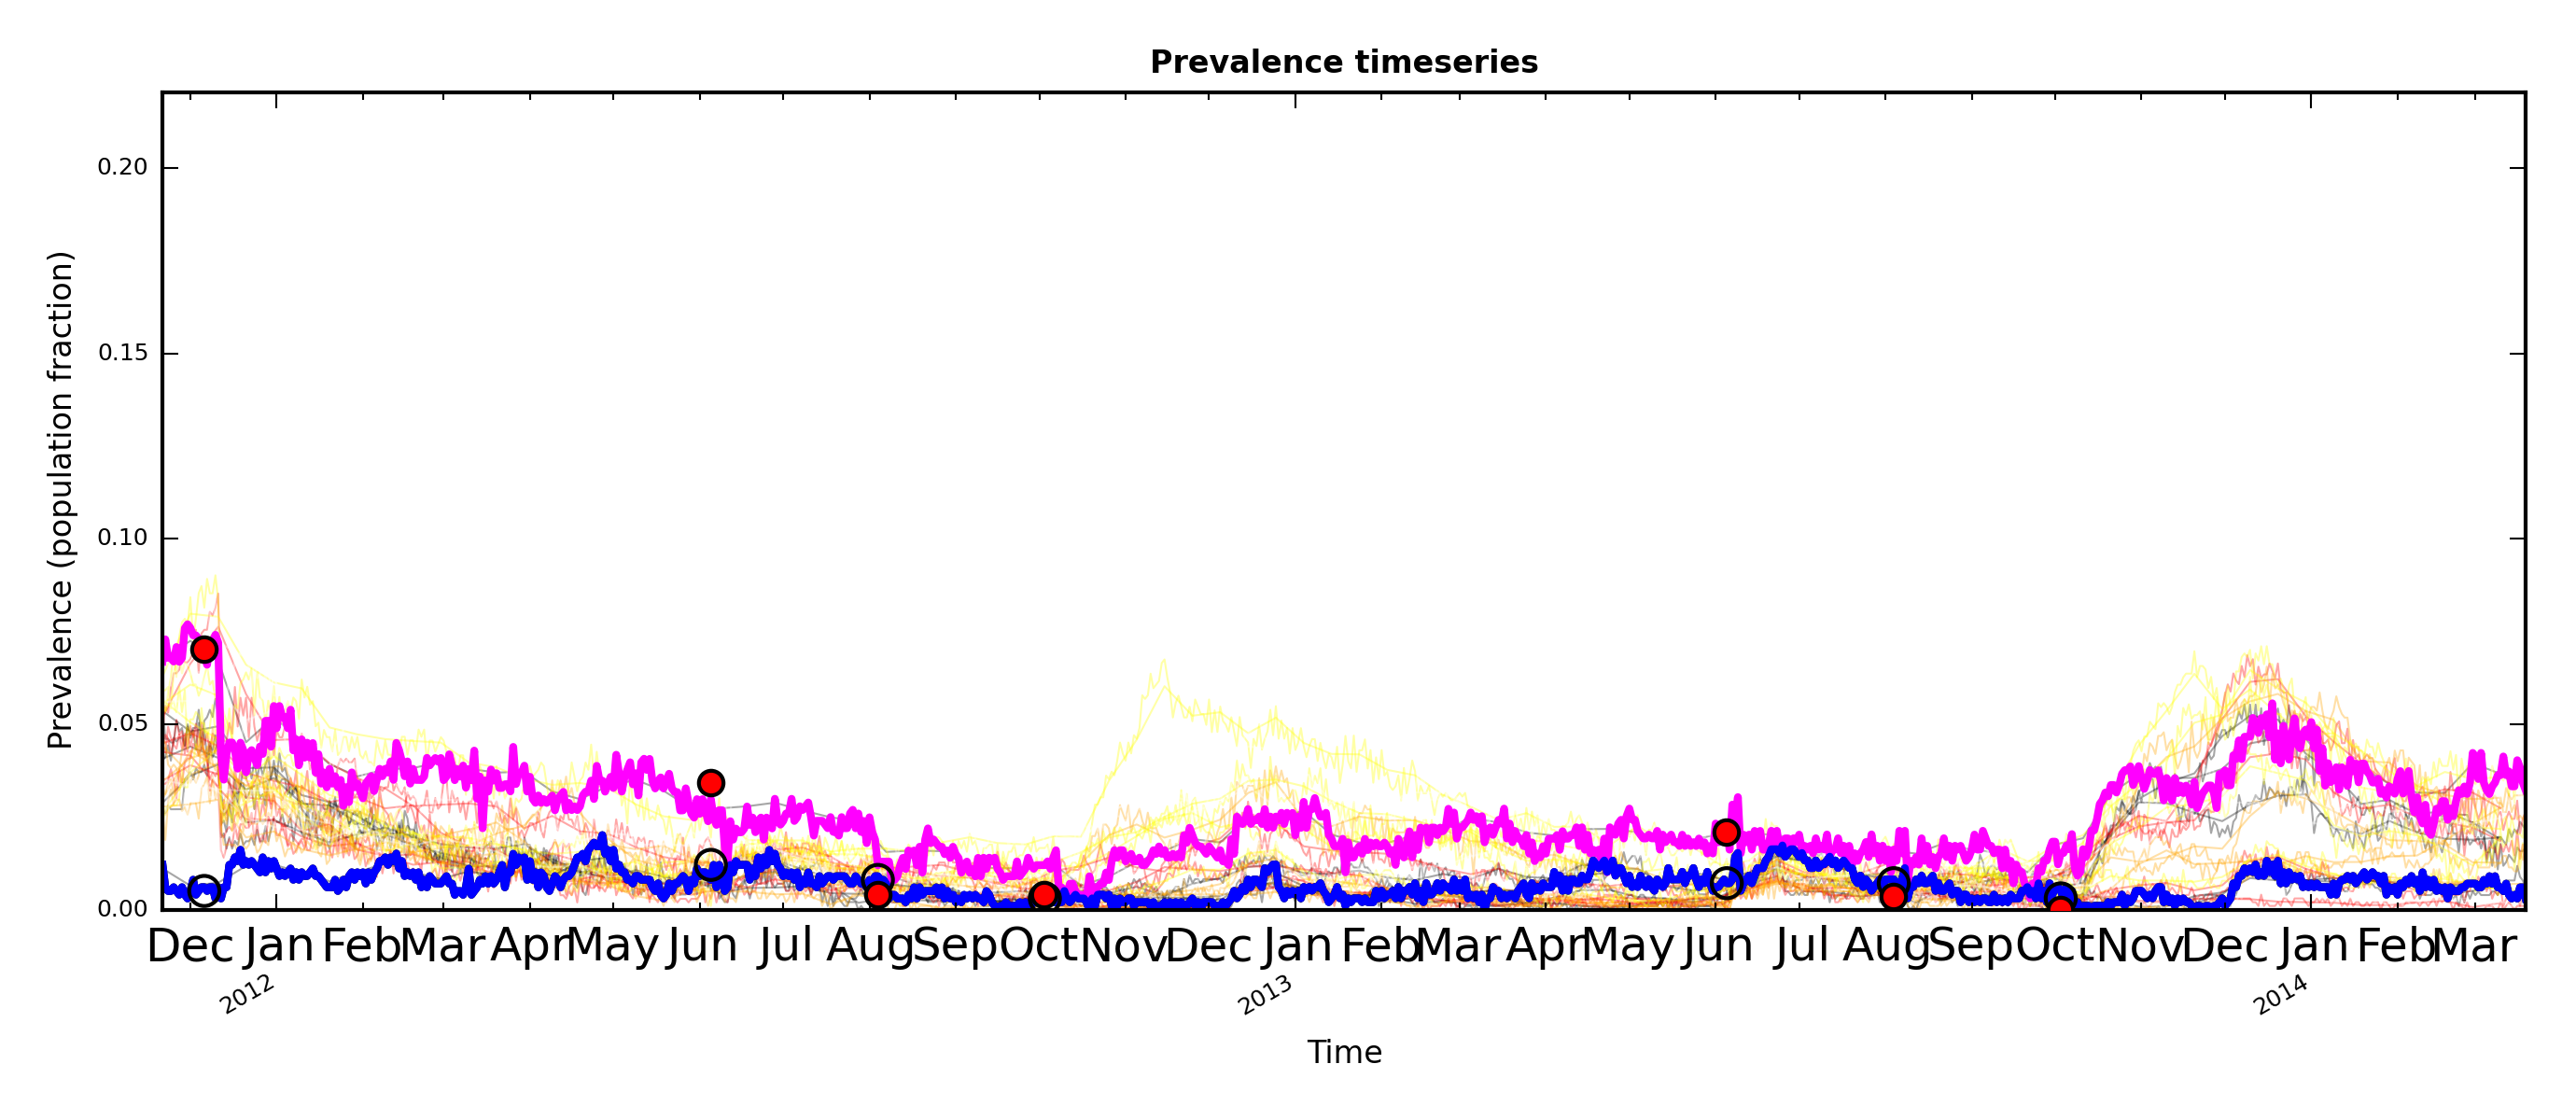 Prevalence timeseries
0.20
0.15
0.10
0.05
0.00
Prevalence (population fraction)
Dec Jan Feb Mar Apr May Jun Jul Aug Sep Oct Nov Dec Jan Feb Mar Apr May Jun Jul Aug Sep Oct Nov Dec Jan Feb Mar
2012 2013 2014
Time